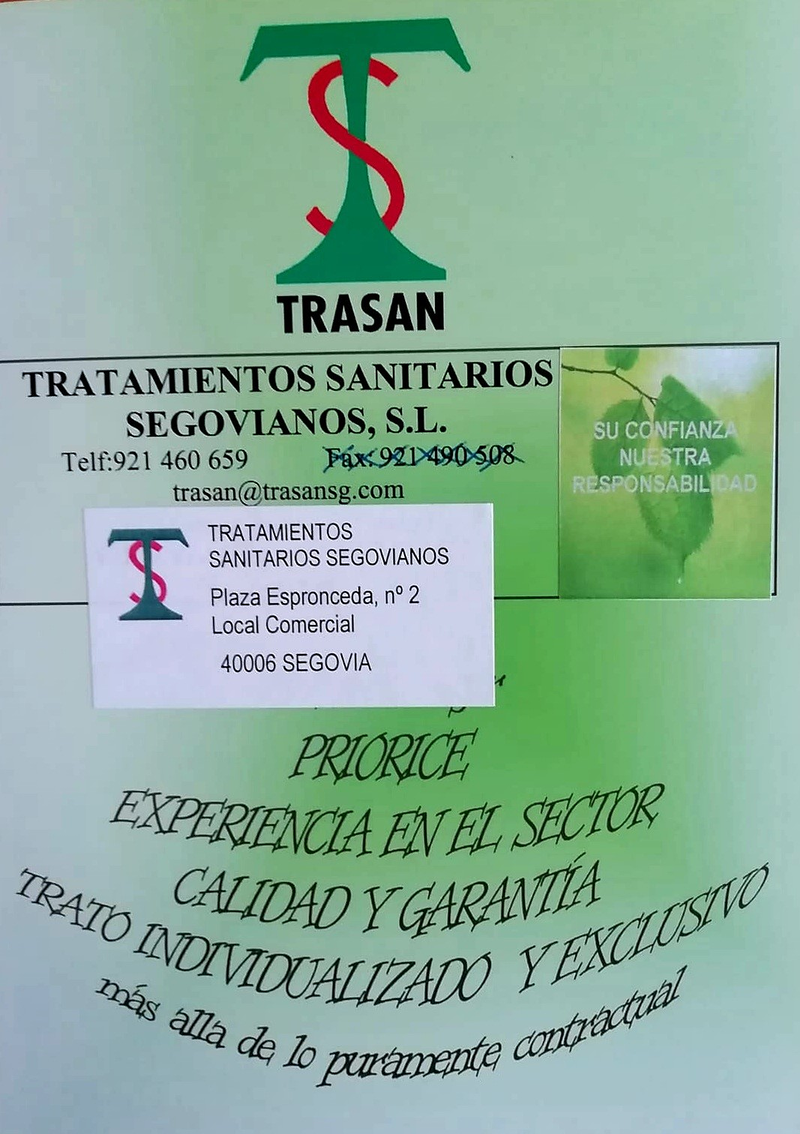 TS
TRASAN
TRATAMIENTOS SANITARIOS
SEGOVIANOS, S.L.
Telf:921 460 659 Fax: 921 490 508
trasan@trasansg.com
SU CONFIANZA
NUESTRA
RESPONSABILIDAD
TS
TRATAMIENTOS
SANITARIOS SEGOVIANOS
Plaza Espronceda, nº 2
Local Comercial
40006 SEGOVIA
PRIORICE
EXPERIENCIA EN EL SECTOR
CALIDAD Y GARANTÍA
TRATO INDIVIDUALIZADO Y EXCLUSIVO
más alla de lo puramente contractual